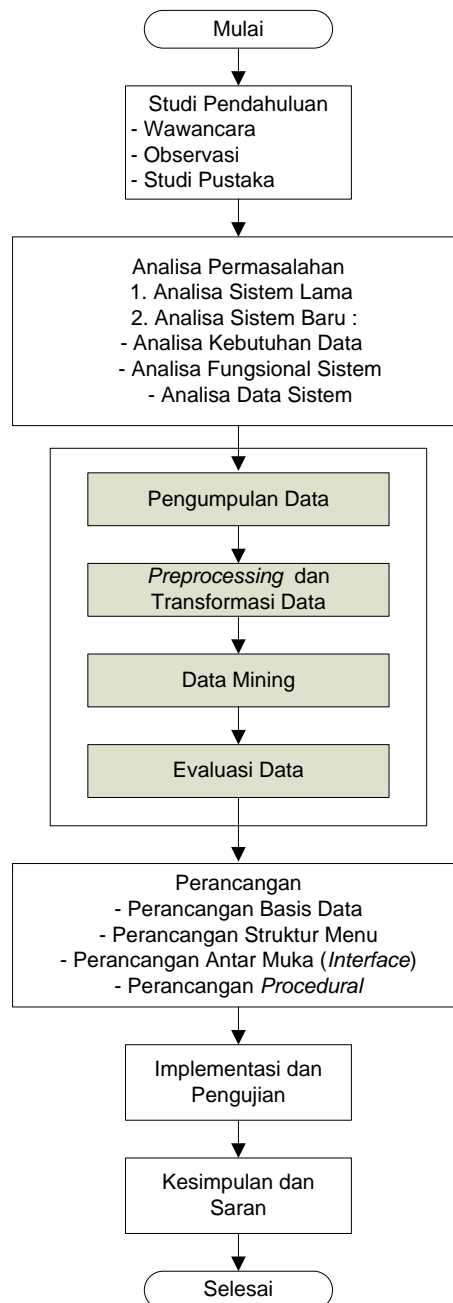 Mulai
Studi Pendahuluan
- Wawancara
- Observasi
- Studi Pustaka
Analisa Permasalahan
1. Analisa Sistem Lama
2. Analisa Sistem Baru :
- Analisa Kebutuhan Data
- Analisa Fungsional Sistem
- Analisa Data Sistem
Pengumpulan Data
Preprocessing dan
Transformasi Data
Data Mining
Evaluasi Data
Perancangan
- Perancangan Basis Data
- Perancangan Struktur Menu
- Perancangan Antar Muka (Interface)
- Perancangan Procedural
Implementasi dan
Pengujian
Kesimpulan dan
Saran
Selesai